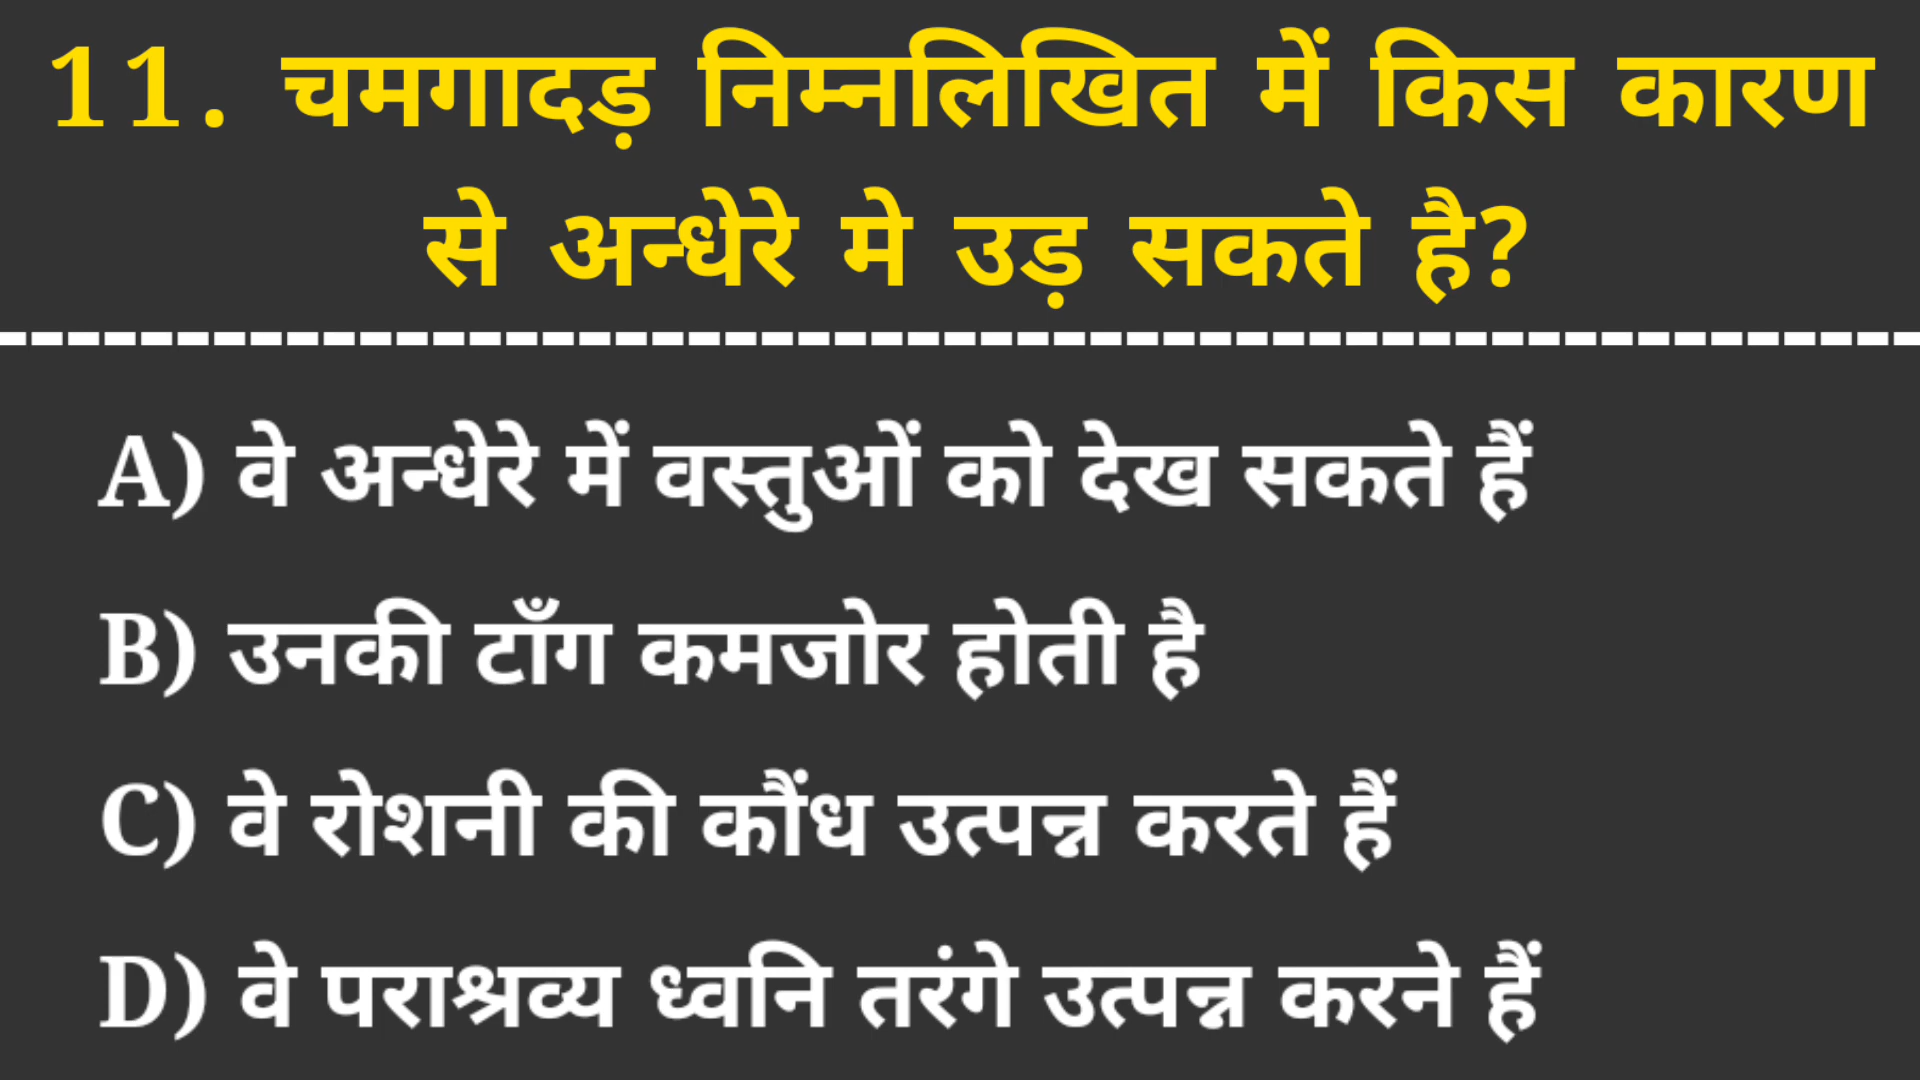 11. चमगादड़ निम्नलिखित में किस कारण
से अन्धेरे मे उड़ सकते है?
A) वे अन्धेरे में वस्तुओं को देख सकते हैं
B) उनकी टाँग कमजोर होती है
C) वे रोशनी की कौंध उत्पन्न करते हैं
D) वे पराश्रव्य ध्वनि तरंगे उत्पन्न करने हैं